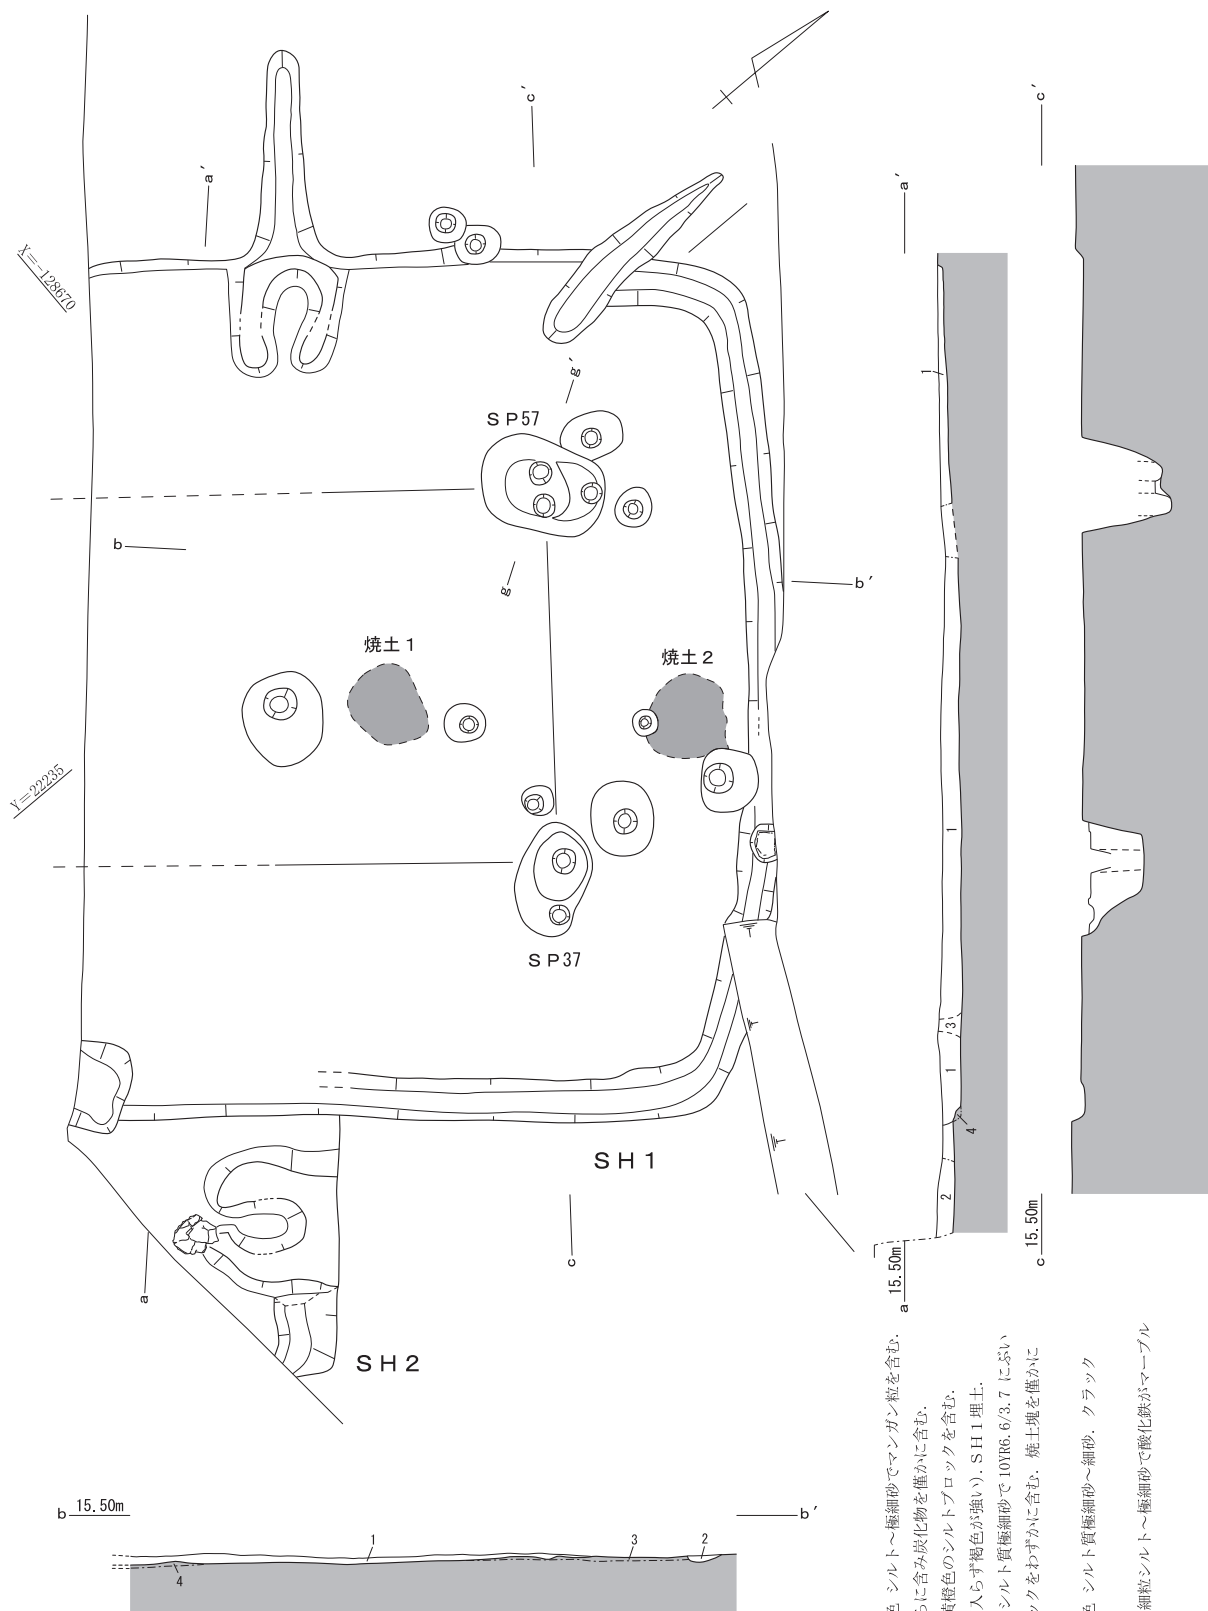 c′
c′
a′
a′
X=-128670
1
g′
SP57
b
g
b′
焼土1
焼土2
Y=22235
1
SP37
3
1
4
SH1
2
c
15.50m
c
15.50m
a
a
SH2
色 シルト～極細砂でマンガン粒を含む.
らに含み炭化物を僅かに含む.
黄橙色のシルトブロックを含む.
入らず褐色が強い). SH1埋土.
シルト質極細砂で10YR6.6/3.7 にぶい
ックをわずかに含む. 焼土塊を僅かに
色 シルト質極細砂～細砂. クラック
細粒シルト～極細砂で酸化鉄がマーブル
b 15.50m
b′
1
3
2
4